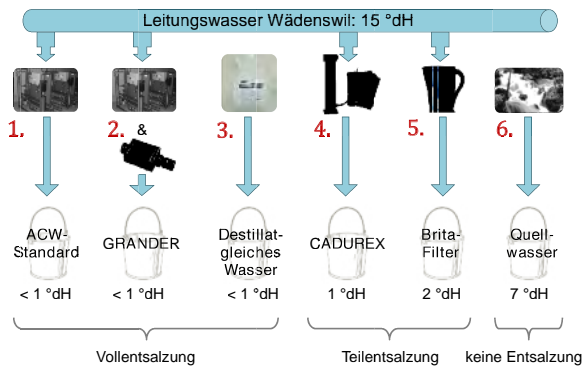 Leitungswasser Wädenswil: 15 °dH
1.
2.
&
3.
4.
5.
6.
ACW-
Standard
GRANDER
Destillat-
gleiches
Wasser
CADUREX
Brita-
Filter
Quell-
wasser
< 1 °dH
< 1 °dH
< 1 °dH
1 °dH
2 °dH
7 °dH
Vollentsalzung
Teilentsalzung
keine Entsalzung